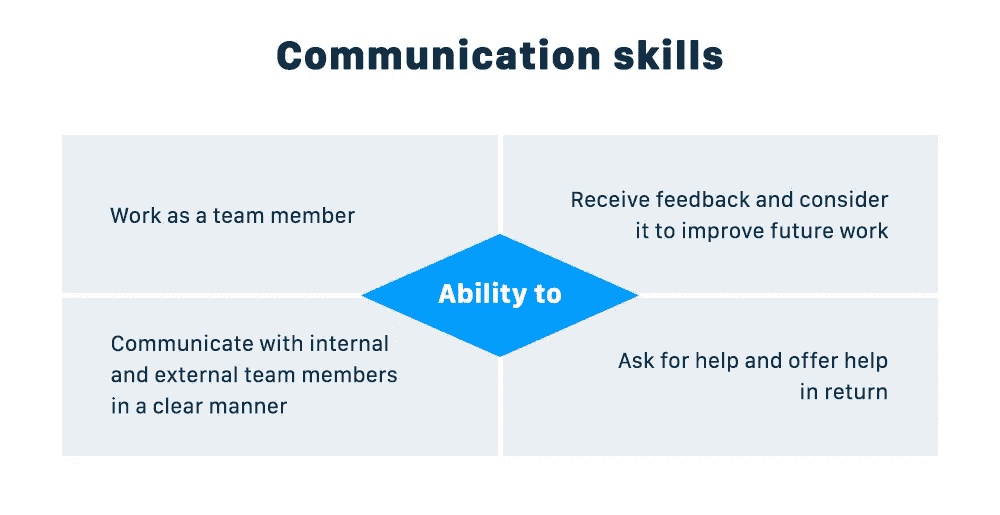 Communication skills
Work as a team member
Receive feedback and consider
it to improve future work
Ability to
Communicate with internal
and external team members
in a clear manner
Ask for help and offer help
in return